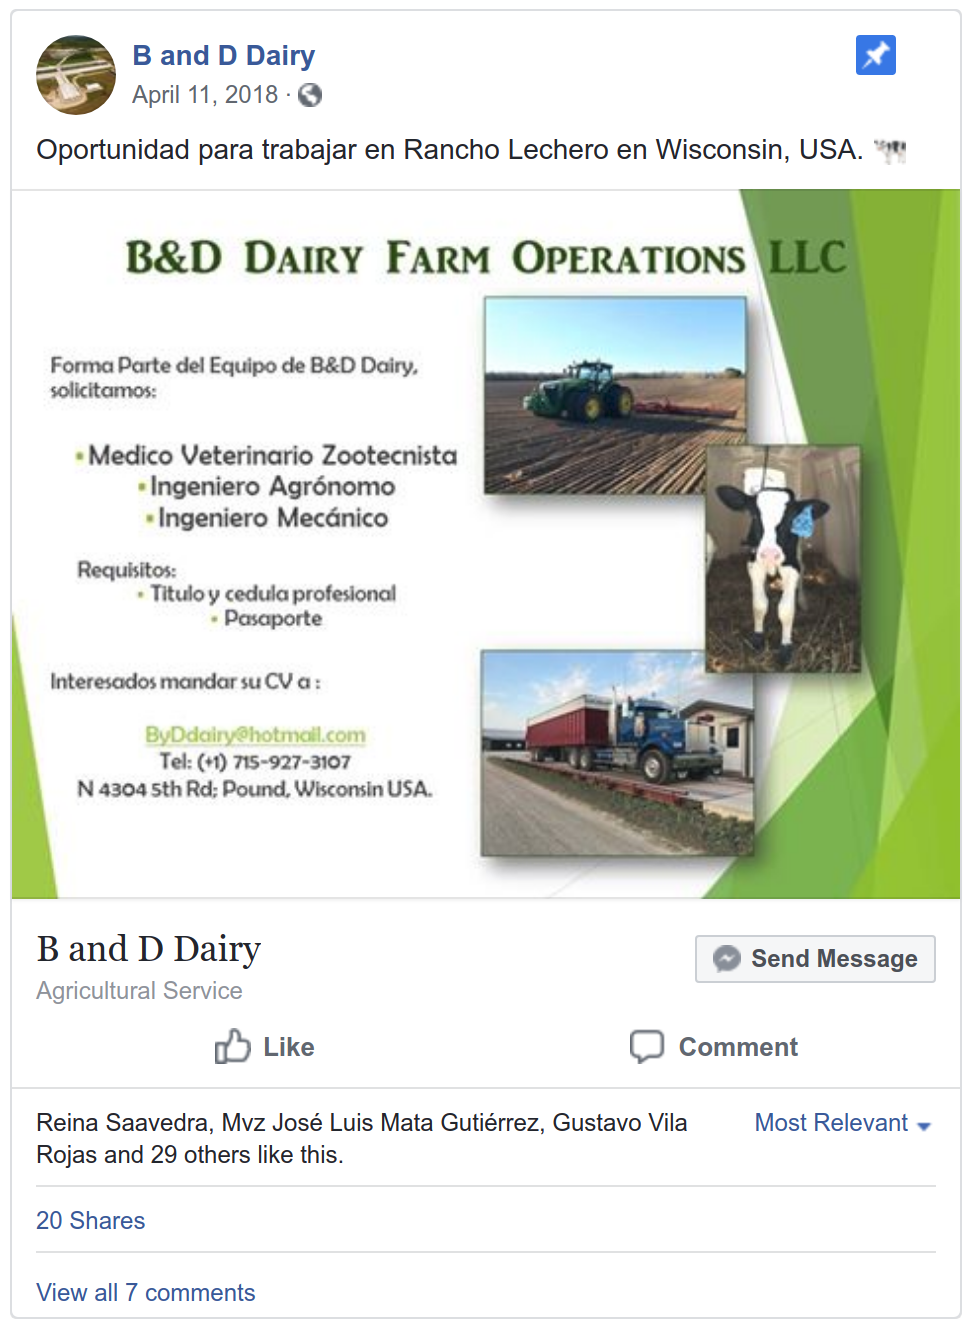 B and D Dairy
April 11, 2018 ·
Oportunidad para trabajar en Rancho Lechero en Wisconsin, USA.
B&D DAIRY FARM OPERATIONS LLC
Forma Parte del Equipo de B&D Dairy,
solicitamos:
▪ Medico Veterinario Zootecnista
▪ Ingeniero Agrónomo
▪ Ingeniero Mecánico
Requisitos:
▪ Titulo y cedula profesional
▪ Pasaporte
Interesados mandar su CV a :
ByDdairy@hotmail.com
Tel: (+1) 715-927-3107
N 4304 5th Rd; Pound, Wisconsin USA.
B and D Dairy
Send Message
Agricultural Service
Like
Comment
Reina Saavedra, Mvz José Luis Mata Gutiérrez, Gustavo Vila
Rojas and 29 others like this.
Most Relevant
20 Shares
View all 7 comments